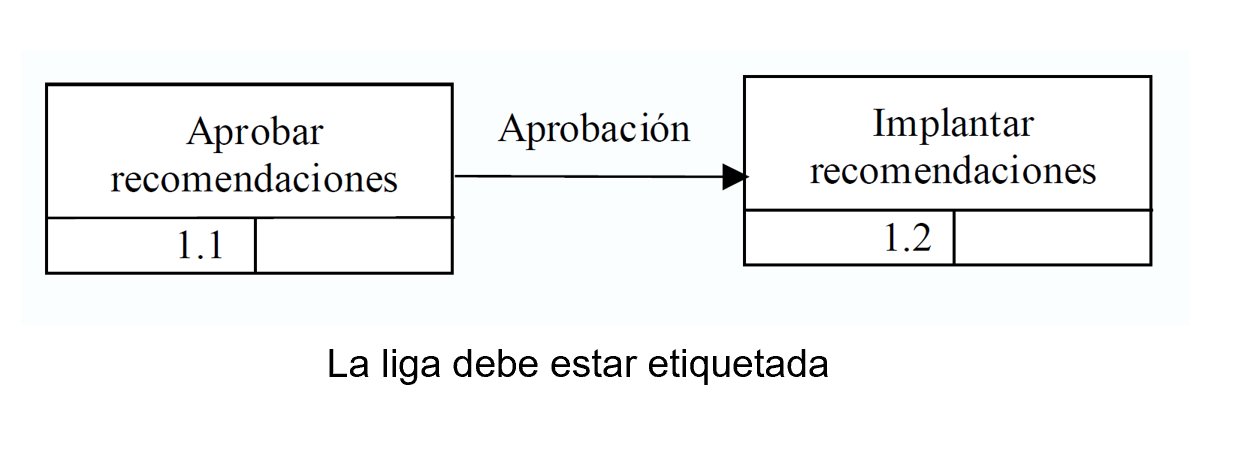 Aprobar
recomendaciones
1.1
Aprobación
Implantar
recomendaciones
1.2
La liga debe estar etiquetada